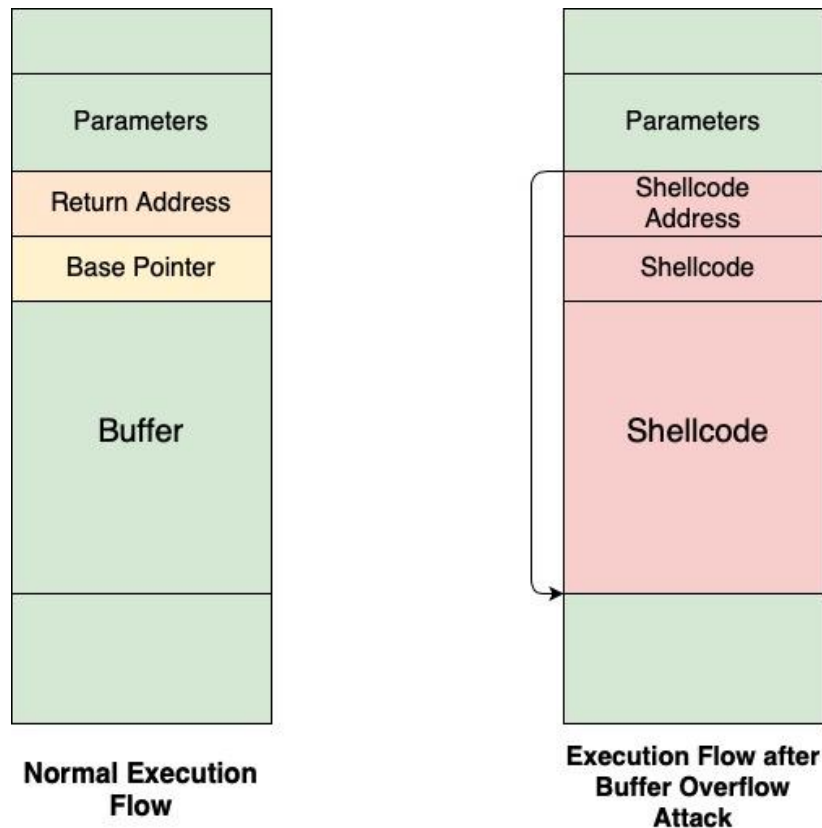 Parameters
Return Address
Base Pointer
Buffer
Normal Execution
Flow
Parameters
Shellcode
Address
Shellcode
Shellcode
Execution Flow after
Buffer Overflow
Attack